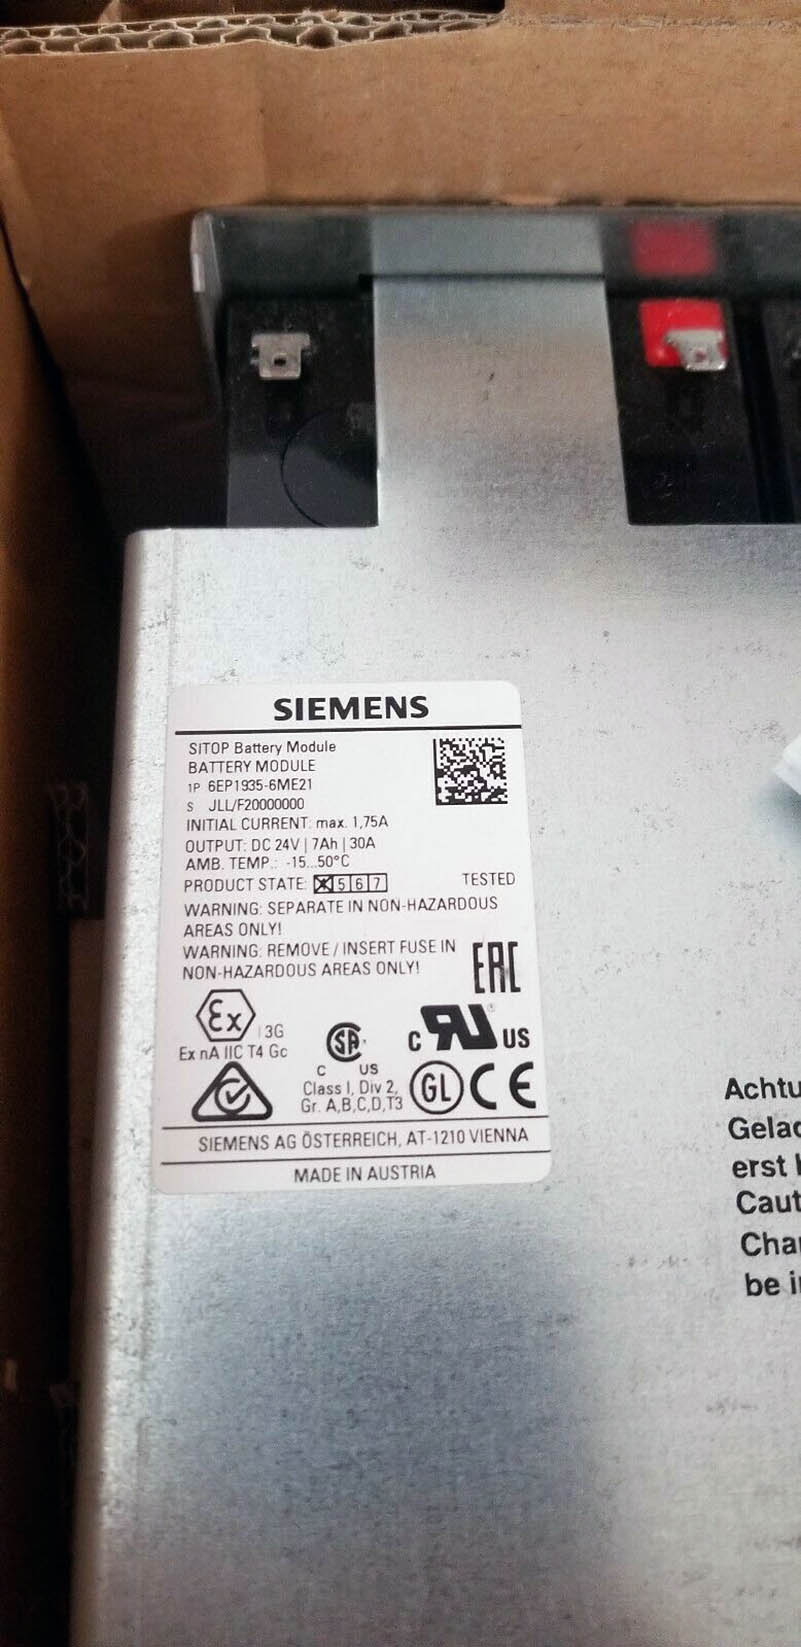 SIEMENS
SITOP Battery Module
BATTERY MODULE
1P 6EP1935-6ME21
S JLL/F20000000
INITIAL CURRENT: max. 1,75A
OUTPUT: DC 24V | 7Ah | 30A
AMB. TEMP.: -15...50°C
PRODUCT STATE: 5 6 7 TESTED
WARNING: SEPARATE IN NON-HAZARDOUS
AREAS ONLY!
WARNING: REMOVE / INSERT FUSE IN
NON-HAZARDOUS AREAS ONLY!
EAC
Ex
3G
Ex nA IIC T4 Gc
SA
C US
Class I, Div 2,
Gr. A,B,C,D,T3
C RU US
GL CE
SIEMENS AG ÖSTERREICH, AT-1210 VIENNA
MADE IN AUSTRIA
Achtu
Gelad
erst
Caut
Char
be i